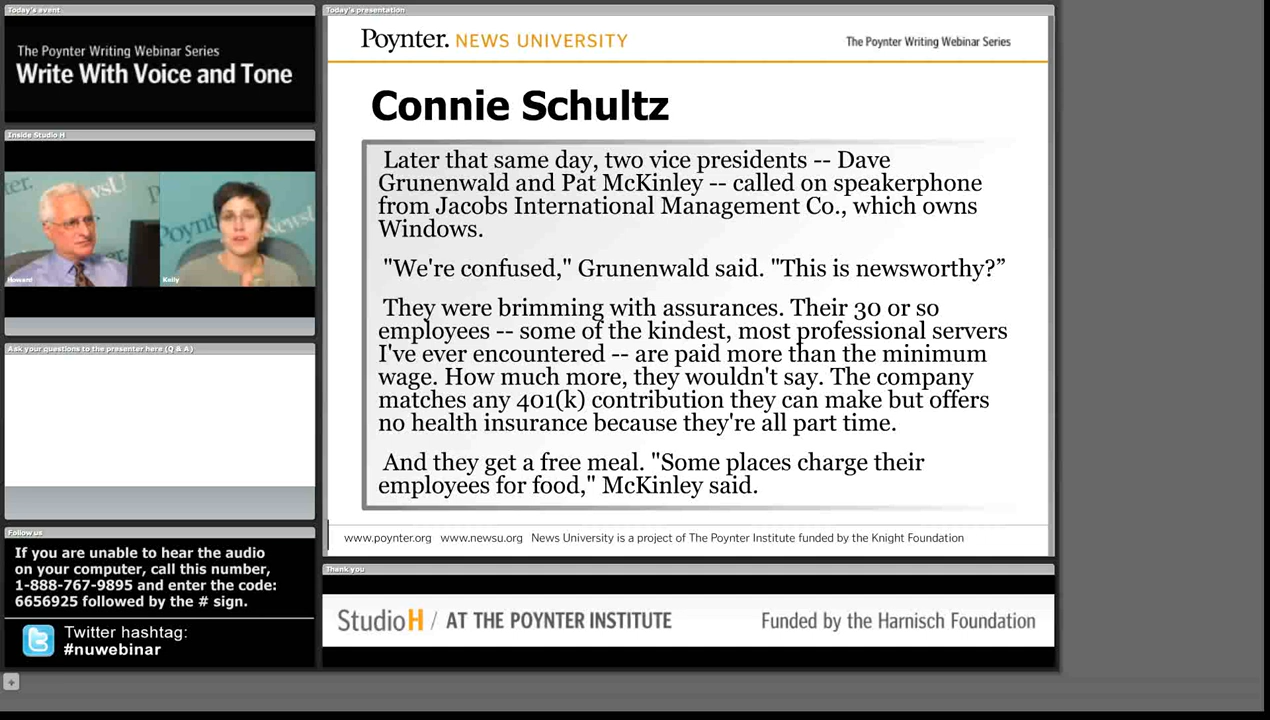 Today's event
The Poynter Writing Webinar Series
Write With Voice and Tone
Inside Studio H
Poynter.
NewsU
Howard
Kelly
Ask your questions to the presenter here (Q & A)
Follow us
If you are unable to hear the audio
on your computer, call this number,
1-888-767-9895 and enter the code:
6656925 followed by the # sign.
Twitter hashtag:
#nuwebinar
Today's presentation
Poynter. NEWS UNIVERSITY
The Poynter Writing Webinar Series
Connie Schultz
Later that same day, two vice presidents -- Dave
Grunenwald and Pat McKinley -- called on speakerphone
from Jacobs International Management Co., which owns
Windows.
"We're confused," Grunenwald said. "This is newsworthy?”
They were brimming with assurances. Their 30 or so
employees -- some of the kindest, most professional servers
I've ever encountered -- are paid more than the minimum
wage. How much more, they wouldn't say. The company
matches any 401(k) contribution they can make but offers
no health insurance because they're all part time.
And they get a free meal. "Some places charge their
employees for food," McKinley said.
www.poynter.org www.newsu.org News University is a project of The Poynter Institute funded by the Knight Foundation
Thank you
StudioH / AT THE POYNTER INSTITUTE
Funded by the Harnisch Foundation